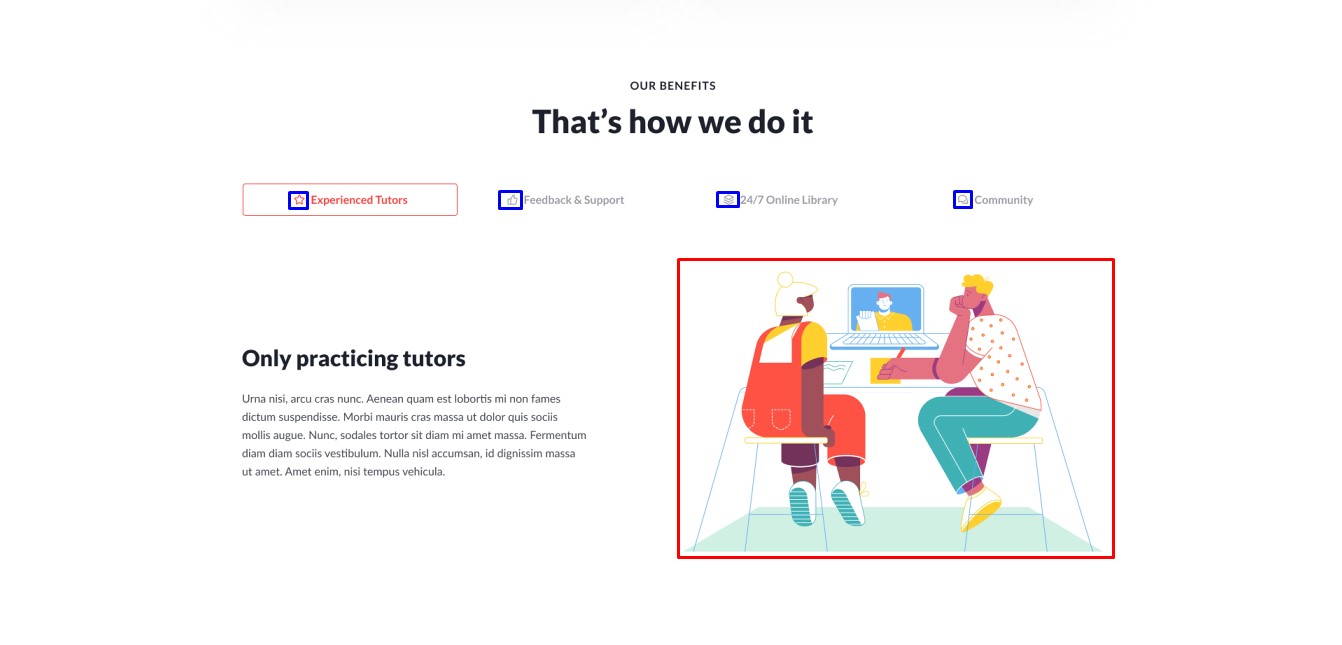 OUR BENEFITS
That’s how we do it
Experienced Tutors
Feedback & Support
24/7 Online Library
Community
Only practicing tutors
Urna nisi, arcu cras nunc. Aenean quam est lobortis mi non fames
dictum suspendisse. Morbi mauris cras massa ut dolor quis sociis
mollis augue. Nunc, sodales tortor sit diam mi amet massa. Fermentum
diam diam sociis vestibulum. Nulla nisl accumsan, id dignissim massa
ut amet. Amet enim, nisi tempus vehicula.